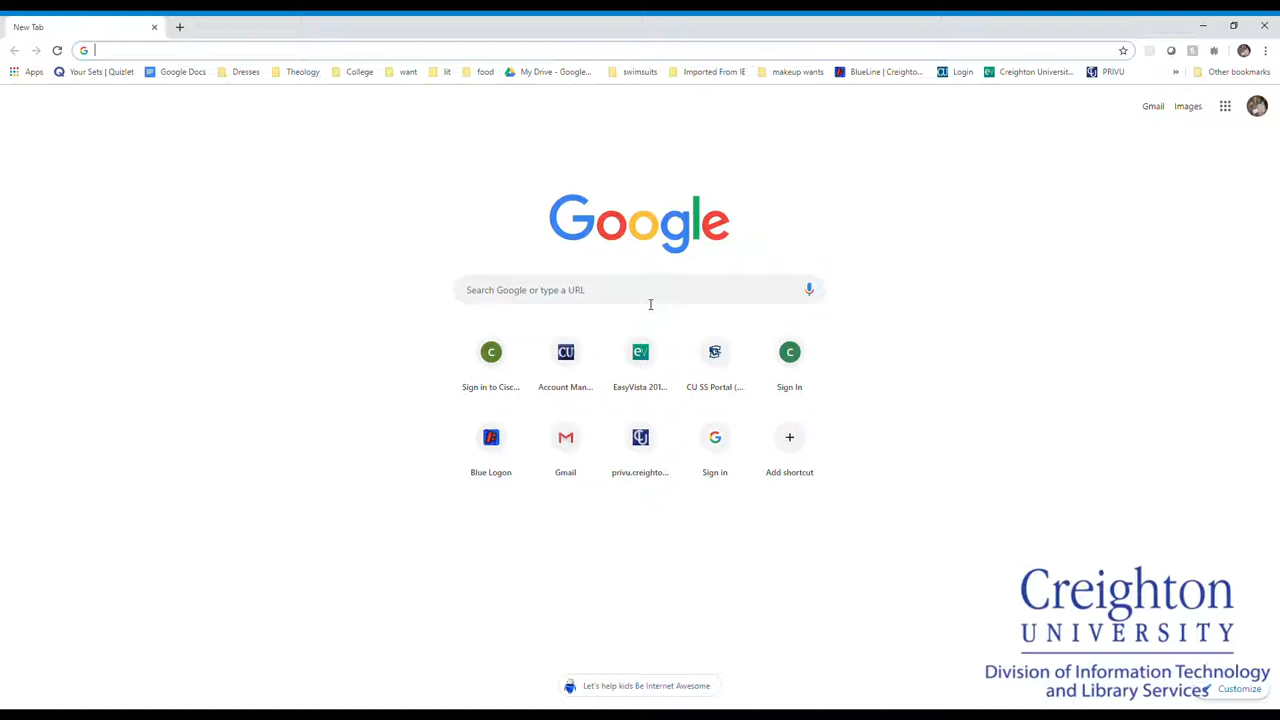 New Tab
Apps Your Sets | Quizlet Google Docs Dresses Theology College want lit food My Drive - Google... swimsuits Imported From IE makeup wants BlueLine | Creighto... Login Creighton Universit... PRIVU » Other bookmarks
Gmail Images
Google
Search Google or type a URL
C CU ev C
Sign in to Cisc... Account Man... EasyVista 201... CU SS Portal (... Sign In
Blue Logon Gmail privu.creighto... Sign in Add shortcut
Creighton
UNIVERSITY
Division of Information Technology
and Library Services
Customize
Let's help kids Be Internet Awesome